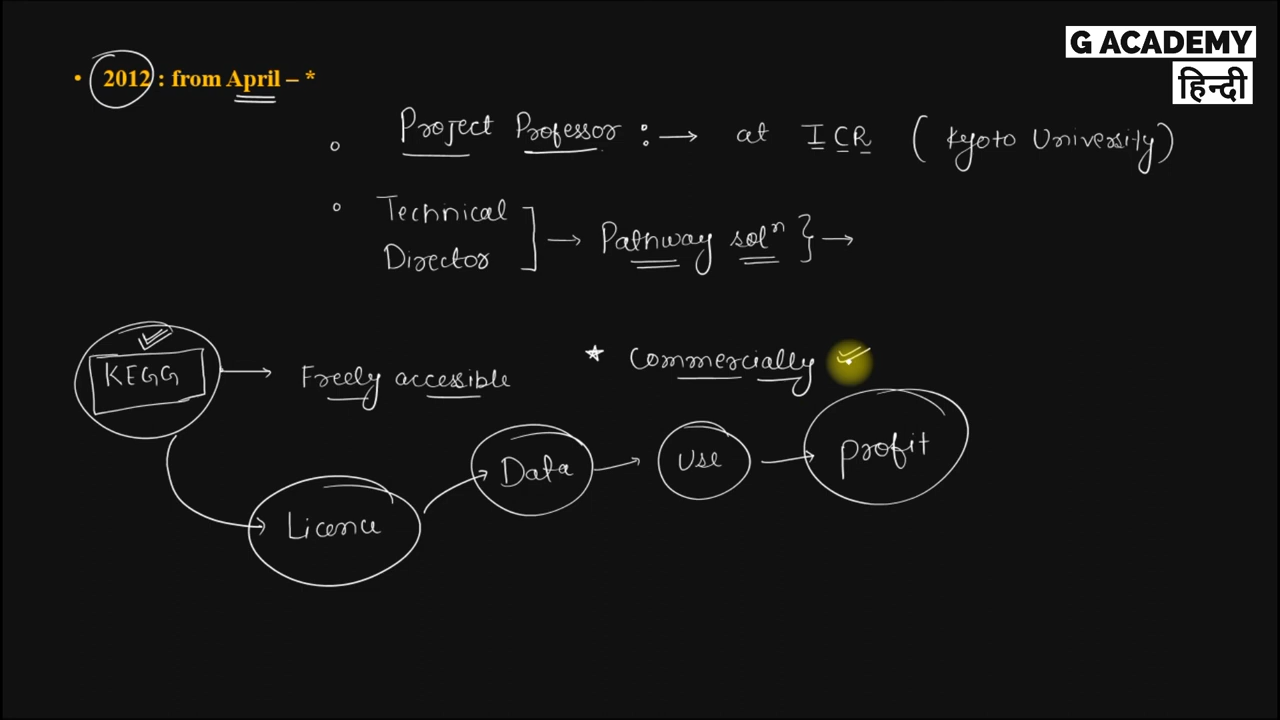 G ACADEMY
हिन्दी
• 2012 : from April – *
Project Professor : → at ICR (Kyoto University)
Technical
Director
→ Pathway solⁿ } →
KEGG → Freely accessible
* Commercially ✓
Licence
Data → Use → profit